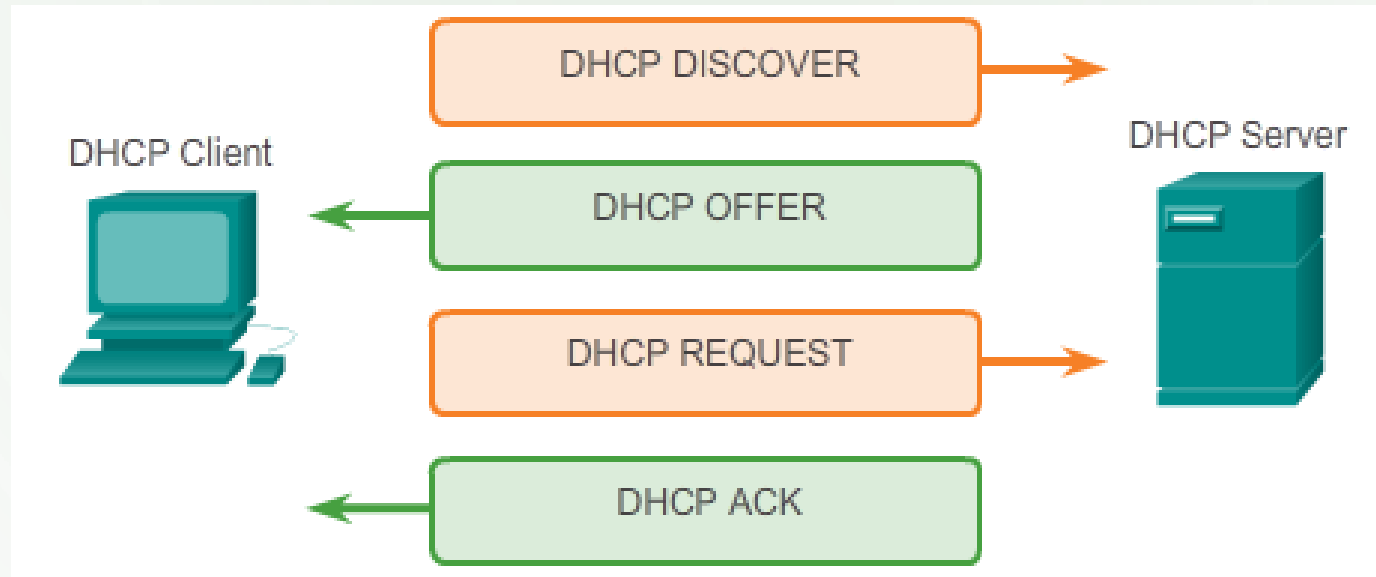 DHCP DISCOVER
DHCP Client
DHCP Server
DHCP OFFER
DHCP REQUEST
DHCP ACK